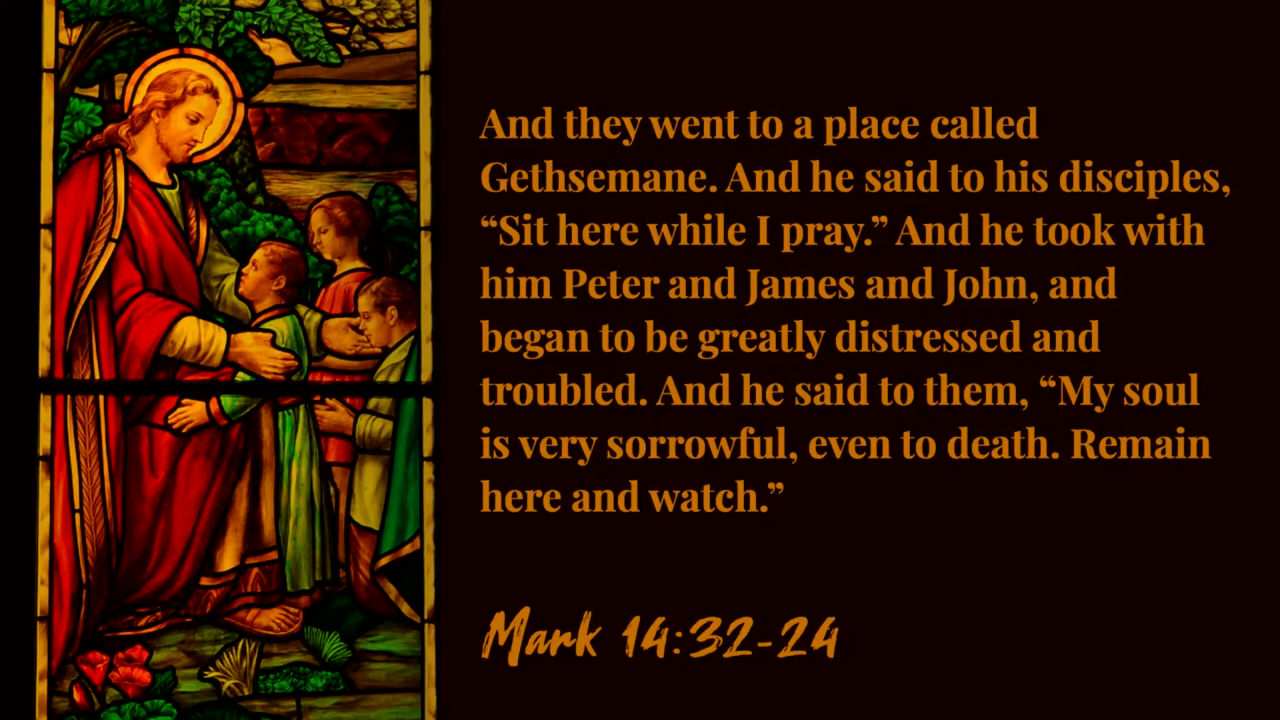 And they went to a place called
Gethsemane. And he said to his disciples,
“Sit here while I pray.” And he took with
him Peter and James and John, and
began to be greatly distressed and
troubled. And he said to them, “My soul
is very sorrowful, even to death. Remain
here and watch.”
Mark 14:32-24